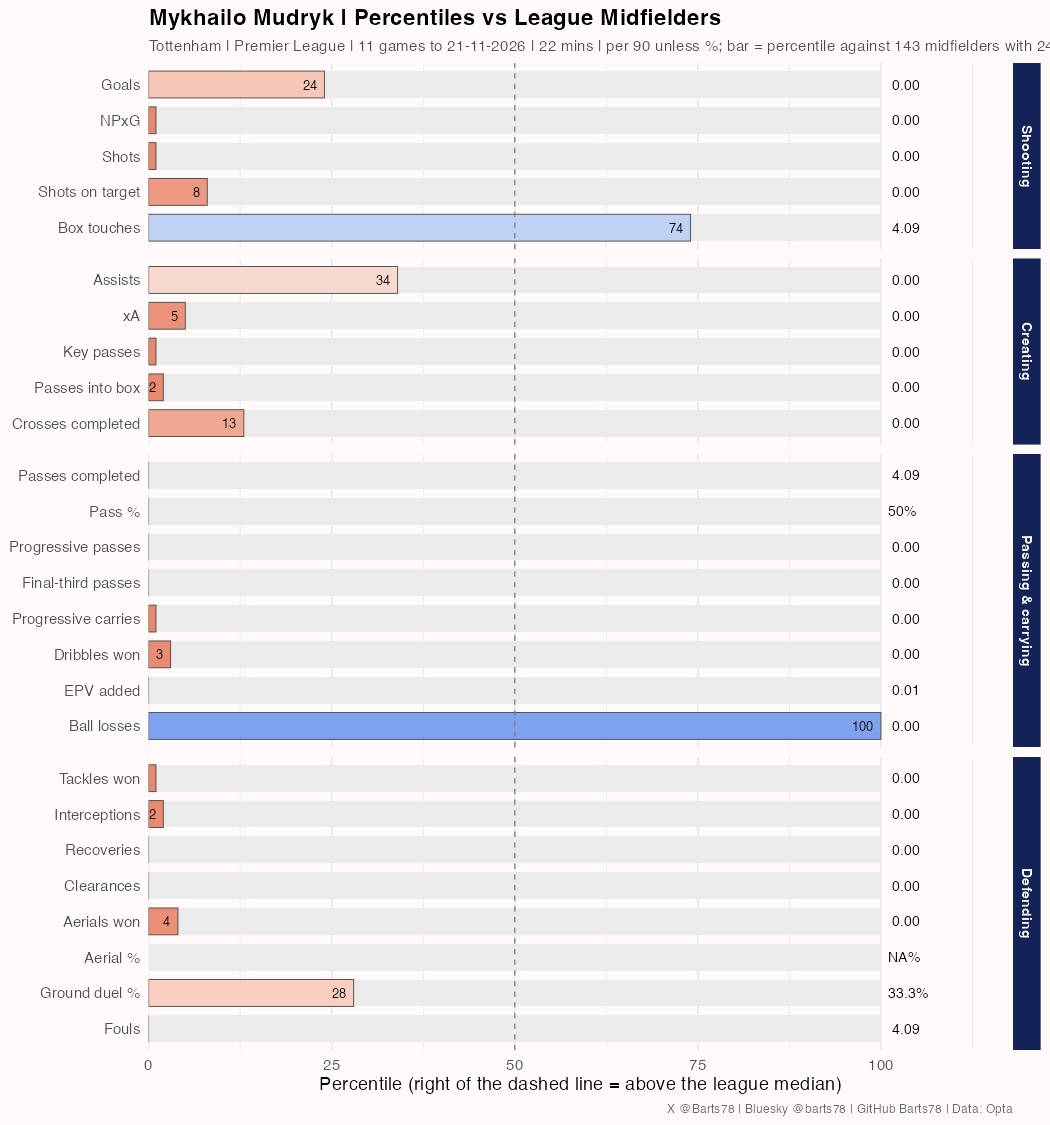 Mykhailo Mudryk | Percentiles vs League Midfielders
Tottenham | Premier League | 11 games to 21-11-2026 | 22 mins | per 90 unless %; bar = percentile against 143 midfielders with 24
Goals 24 0.00
NPxG 0.00
Shots 0.00
Shots on target 8 0.00
Box touches 74 4.09
Shooting
Assists 34 0.00
xA 5 0.00
Key passes 0.00
Passes into box 2 0.00
Crosses completed 13 0.00
Creating
Passes completed 4.09
Pass % 50%
Progressive passes 0.00
Final-third passes 0.00
Progressive carries 0.00
Dribbles won 3 0.00
EPV added 0.01
Ball losses 100 0.00
Passing & carrying
Tackles won 0.00
Interceptions 2 0.00
Recoveries 0.00
Clearances 0.00
Aerials won 4 0.00
Aerial % NA%
Ground duel % 28 33.3%
Fouls 4.09
Defending
0 25 50 75 100
Percentile (right of the dashed line = above the league median)
X @Barts78 | Bluesky @barts78 | GitHub Barts78 | Data: Opta